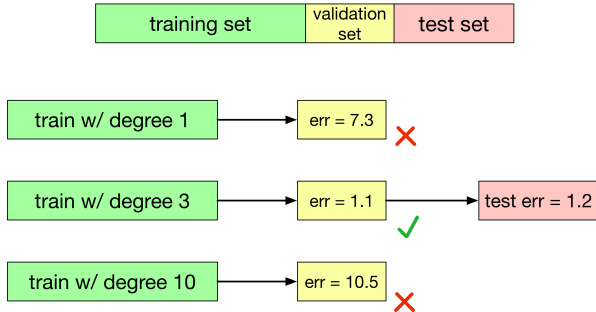 training set
validation
set
test set
train w/ degree 1
err = 7.3
train w/ degree 3
err = 1.1
test err = 1.2
train w/ degree 10
err = 10.5